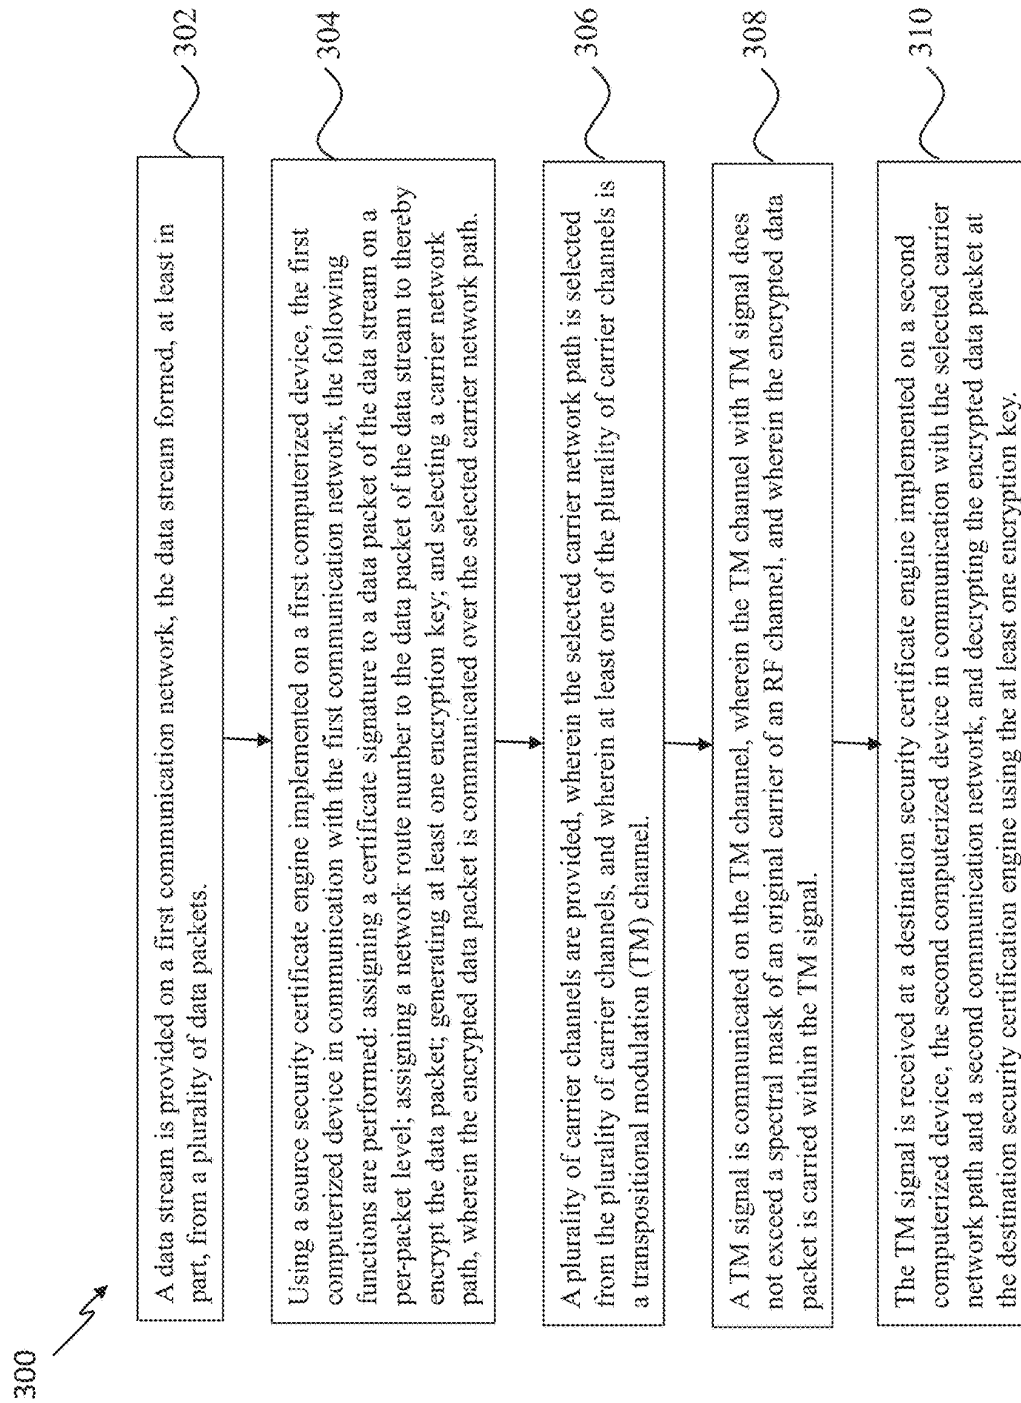 300
A data stream is provided on a first communication network, the data stream formed, at least in
part, from a plurality of data packets.
302
Using a source security certificate engine implemented on a first computerized device, the first
computerized device in communication with the first communication network, the following
functions are performed: assigning a certificate signature to a data packet of the data stream on a
per-packet level; assigning a network route number to the data packet of the data stream to thereby
encrypt the data packet; generating at least one encryption key; and selecting a carrier network
path, wherein the encrypted data packet is communicated over the selected carrier network path.
304
A plurality of carrier channels are provided, wherein the selected carrier network path is selected
from the plurality of carrier channels, and wherein at least one of the plurality of carrier channels is
a transpositional modulation (TM) channel.
306
A TM signal is communicated on the TM channel, wherein the TM channel with TM signal does
not exceed a spectral mask of an original carrier of an RF channel, and wherein the encrypted data
packet is carried within the TM signal.
308
The TM signal is received at a destination security certificate engine implemented on a second
computerized device, the second computerized device in communication with the selected carrier
network path and a second communication network, and decrypting the encrypted data packet at
the destination security certification engine using the at least one encryption key.
310